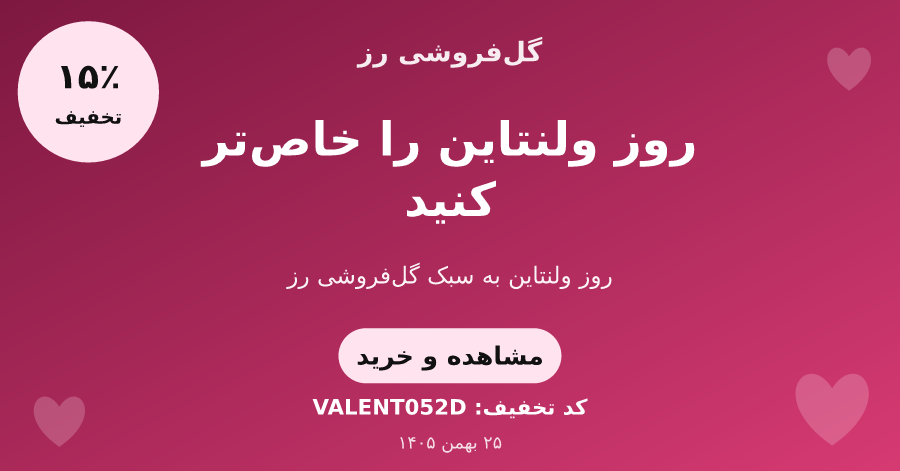 گل‌فروشی رز
۱۵٪
تخفیف
روز ولنتاین را خاص‌تر
کنید
روز ولنتاین به سبک گل‌فروشی رز
مشاهده و خرید
کد تخفیف: VALENT052D
۲۵ بهمن ۱۴۰۵